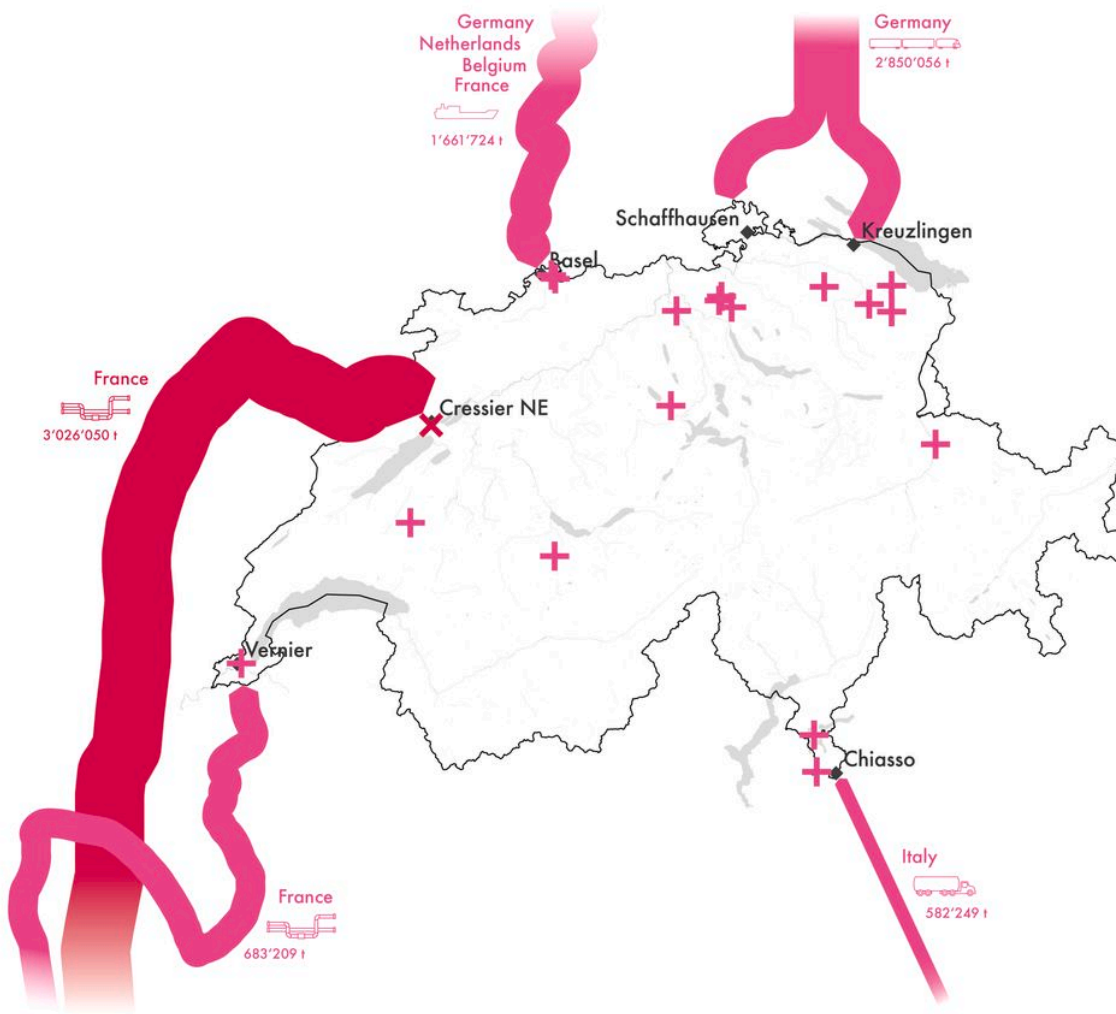 Germany
Netherlands
Belgium
France
1'661'724 t
Germany
2'850'056 t
Schaffhausen
Kreuzlingen
Basel
France
3'026'050 t
Cressier NE
Vernier
Chiasso
Italy
582'249 t
France
683'209 t